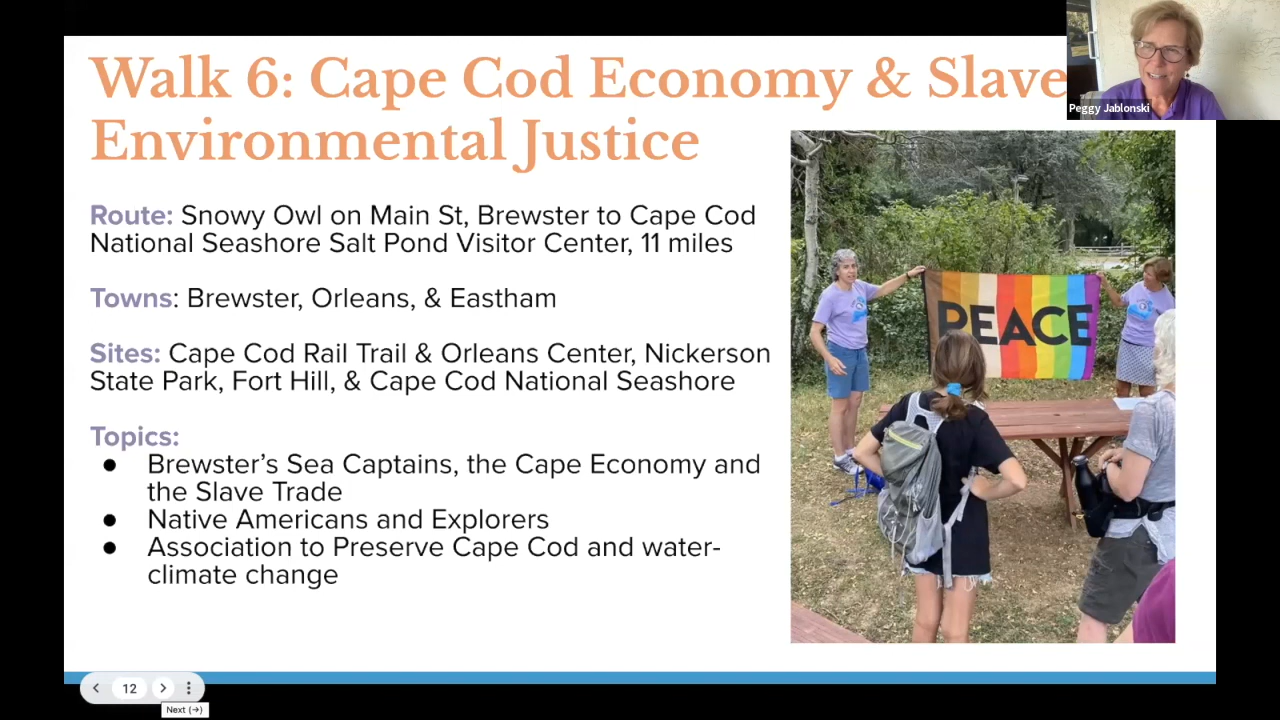 Walk 6: Cape Cod Economy & Slave
Environmental Justice
Peggy Jablonski
Route: Snowy Owl on Main St, Brewster to Cape Cod
National Seashore Salt Pond Visitor Center, 11 miles
Towns: Brewster, Orleans, & Eastham
Sites: Cape Cod Rail Trail & Orleans Center, Nickerson
State Park, Fort Hill, & Cape Cod National Seashore
Topics:
● Brewster’s Sea Captains, the Cape Economy and
the Slave Trade
● Native Americans and Explorers
● Association to Preserve Cape Cod and water-
climate change
PEACE
12
Next (→)